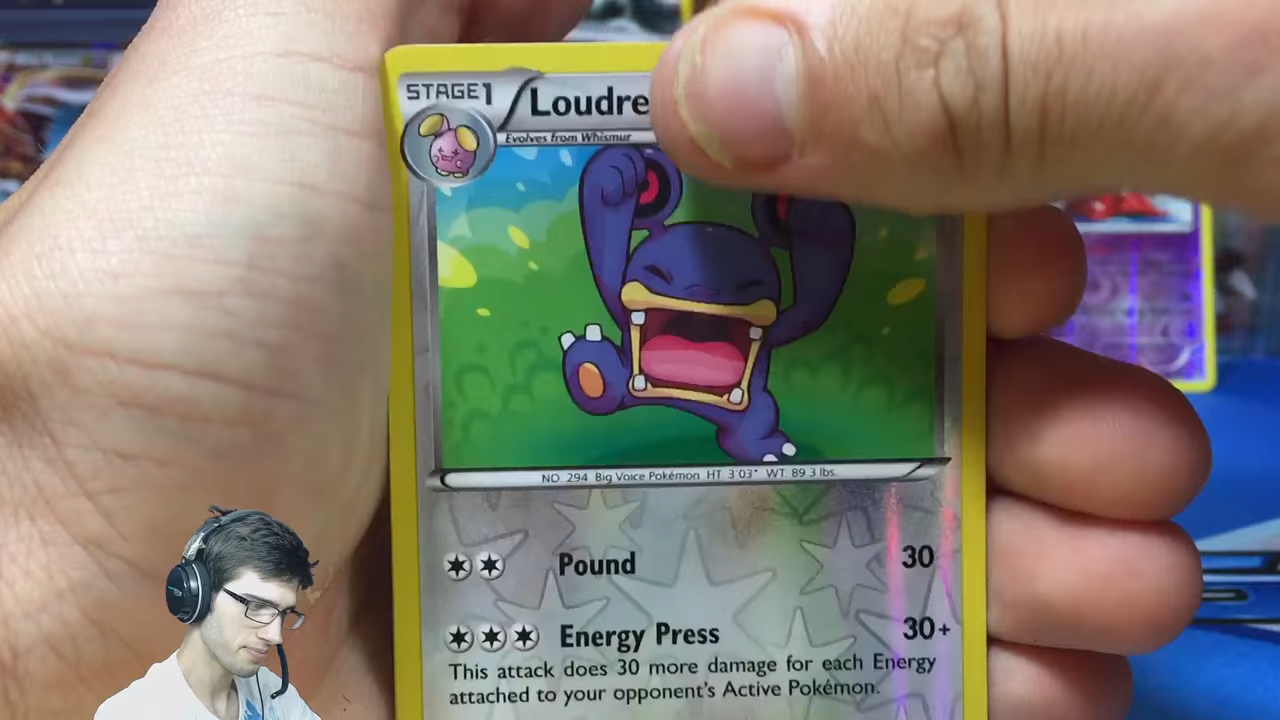 STAGE1
Loudre
Evolves from Whismur
NO. 294 Big Voice Pokémon HT 3'03" WT. 89.3 lbs.
Pound 30
Energy Press 30+
This attack does 30 more damage for each Energy
attached to your opponent's Active Pokémon.